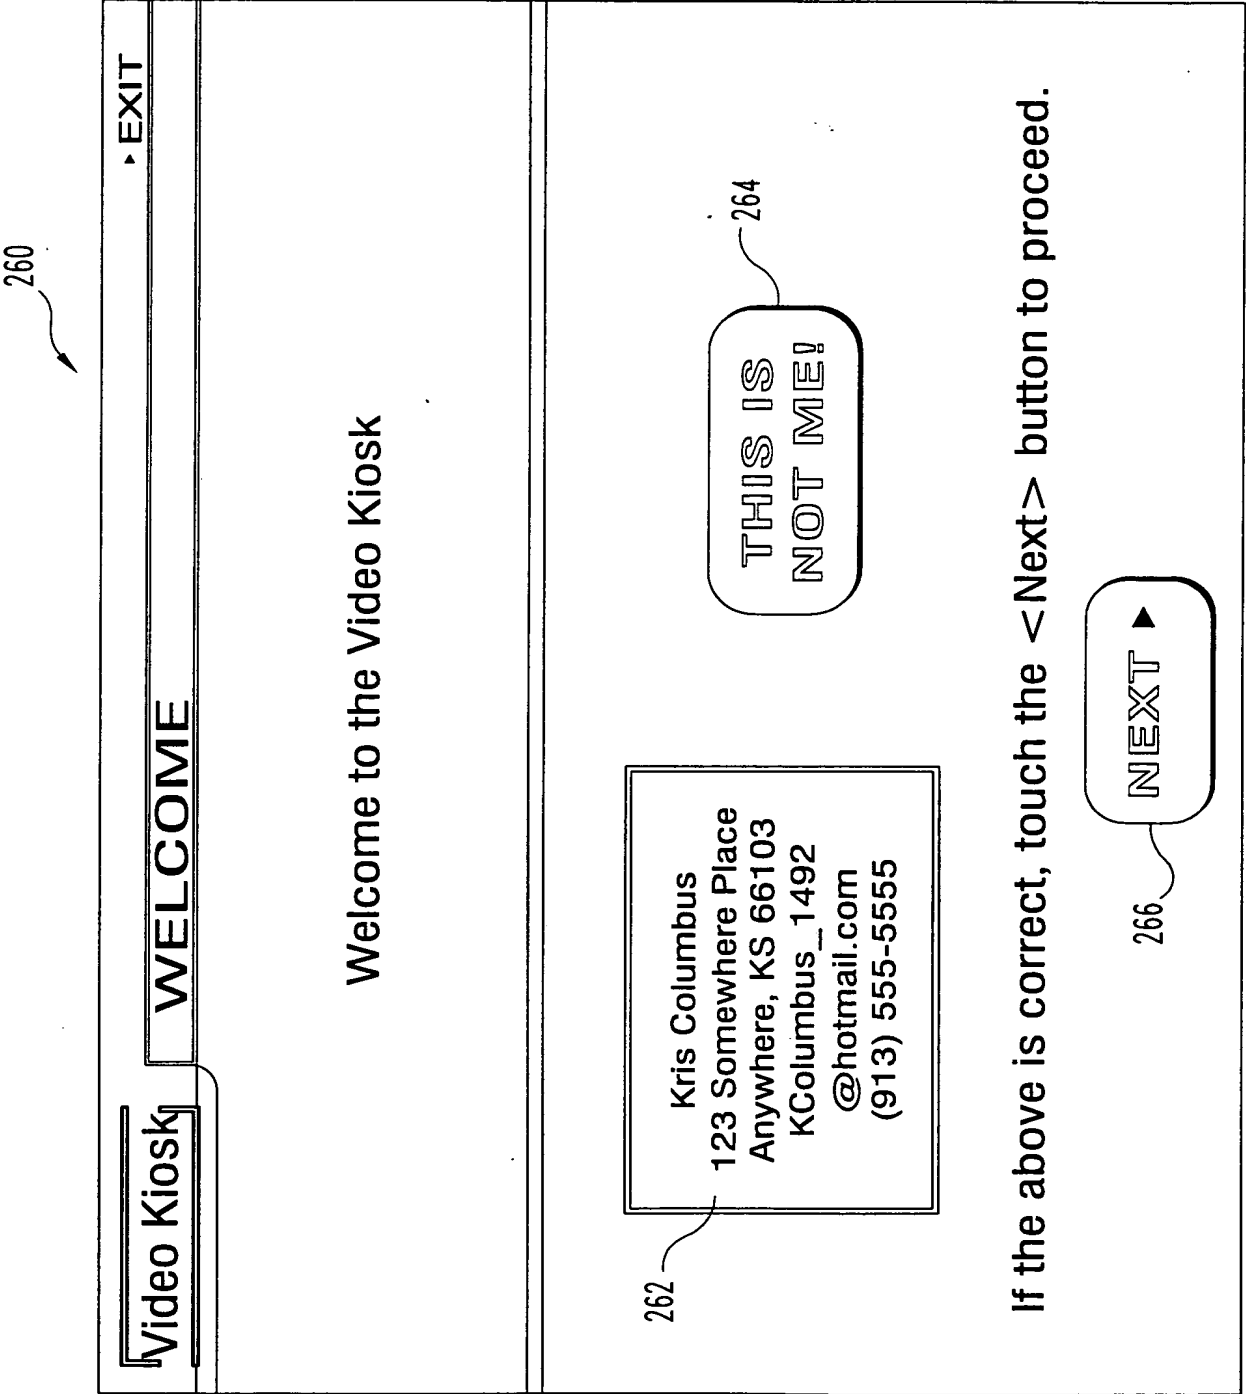 260
Video Kiosk
EXIT
WELCOME
Welcome to the Video Kiosk
262
Kris Columbus
123 Somewhere Place
Anywhere, KS 66103
KColumbus_1492
@hotmail.com
(913) 555-5555
THIS IS
NOT ME!
264
If the above is correct, touch the <Next> button to proceed.
266
NEXT